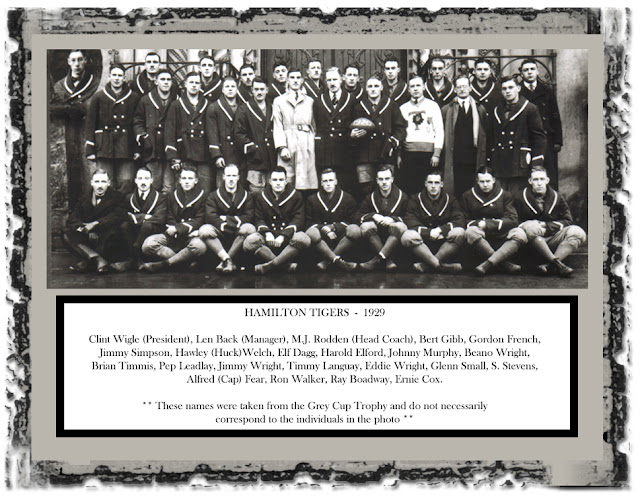 HAMILTON TIGERS - 1929
Clint Wigle (President), Len Back (Manager), M.J. Rodden (Head Coach), Bert Gibb, Gordon French,
Jimmy Simpson, Hawley (Huck)Welch, Elf Dagg, Harold Elford, Johnny Murphy, Beano Wright,
Brian Timmis, Pep Leadlay, Jimmy Wright, Timmy Languay, Eddie Wright, Glenn Small, S. Stevens,
Alfred (Cap) Fear, Ron Walker, Ray Boadway, Ernie Cox.
** These names were taken from the Grey Cup Trophy and do not necessarily
correspond to the individuals in the photo **